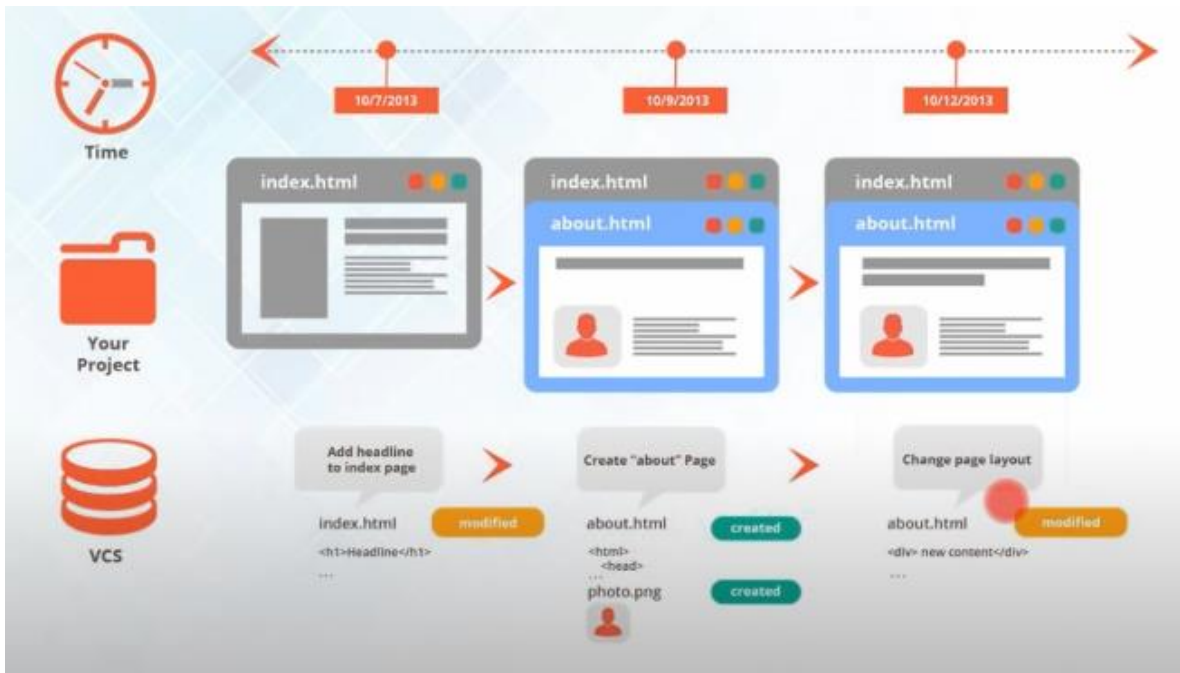 Time
10/7/2013
10/9/2013
10/12/2013
Your
Project
index.html
index.html
about.html
index.html
about.html
VCS
Add headline
to index page
Create "about" Page
Change page layout
index.html
modified
<h1>Headline</h1>
...
about.html
created
<html>
<head>
...
photo.png
created
about.html
modified
<div> new content</div>
...